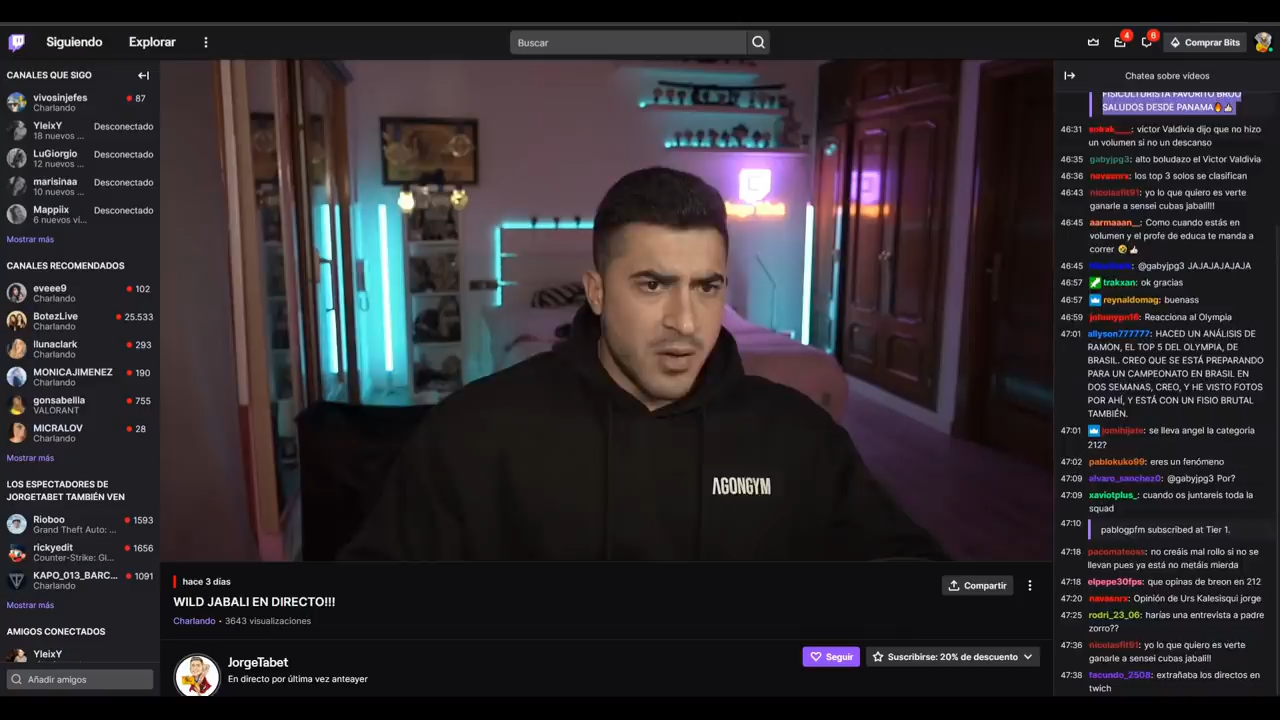 Siguiendo
Explorar
Buscar
4
6
Comprar Bits
CANALES QUE SIGO
vivosinjefes
87
Charlando
YleixY
Desconectado
18 nuevos ...
LuGiorgio
Desconectado
12 nuevos ...
marisinaa
Desconectado
10 nuevos ...
Mappiix
Desconectado
6 nuevos ví...
Mostrar más
CANALES RECOMENDADOS
eveee9
102
Charlando
BotezLive
25.533
Charlando
llunaclark
293
Charlando
MONICAJIMENEZ
190
Charlando
gonsabellla
755
VALORANT
MICRALOV
28
Charlando
Mostrar más
LOS ESPECTADORES DE
JORGETABET TAMBIÉN VEN
Rioboo
1593
Grand Theft Auto: ...
rickyedit
1656
Counter-Strike: Gl...
KAPO_013_BARC...
1091
Charlando
Mostrar más
AMIGOS CONECTADOS
YleixY
Añadir amigos
AGONGYM
hace 3 días
WILD JABALI EN DIRECTO!!!
Charlando • 3643 visualizaciones
Compartir
JorgeTabet
En directo por última vez anteayer
Seguir
Suscribirse: 20% de descuento
Chatea sobre vídeos
FISICULTURISTA FAVORITO BROO
SALUDOS DESDE PANAMA🔥👍
46:31 : victor Valdivia dijo que no hizo
un volumen si no un descanso
46:35 gabyjpg3: alto boludazo el Victor Valdivia
46:36 navasnrx: los top 3 solos se clasifican
46:43 nicolasfit91: yo lo que quiero es verte
ganarle a sensei cubas jabali!!!
46:45 aarmaaan_: Como cuando estás en
volumen y el profe de educa te manda a
correr 🤣👍
46:45 : @gabyjpg3 JAJAJAJAJAJA
46:57 trakxan: ok gracias
46:57 reynaldomag: buenass
46:59 johnnypn16: Reacciona al Olympia
47:01 allyson777777: HACED UN ANÁLISIS DE
RAMON, EL TOP 5 DEL OLYMPIA, DE
BRASIL. CREO QUE SE ESTÁ PREPARANDO
PARA UN CAMPEONATO EN BRASIL EN
DOS SEMANAS, CREO, Y HE VISTO FOTOS
POR AHÍ, Y ESTÁ CON UN FISIO BRUTAL
TAMBIÉN.
47:01 : se lleva angel la categoria
212?
47:02 pablokuko99: eres un fenómeno
47:09 alvaro_sanchez0: @gabyjpg3 Por?
47:09 xaviotplus_: cuando os juntareis toda la
squad
47:10 pablogpfm subscribed at Tier 1.
47:18 pacomateoss: no creáis mal rollo si no se
llevan pues ya está no metáis mierda
47:18 elpepe30fps: que opinas de breon en 212
47:20 navasnrx: Opinión de Urs Kalesisqui jorge
47:25 rodri_23_06: harías una entrevista a padre
zorro??
47:36 nicolasfit91: yo lo que quiero es verte
ganarle a sensei cubas jabali!!
47:38 facundo_2508: extrañaba los directos en
twich